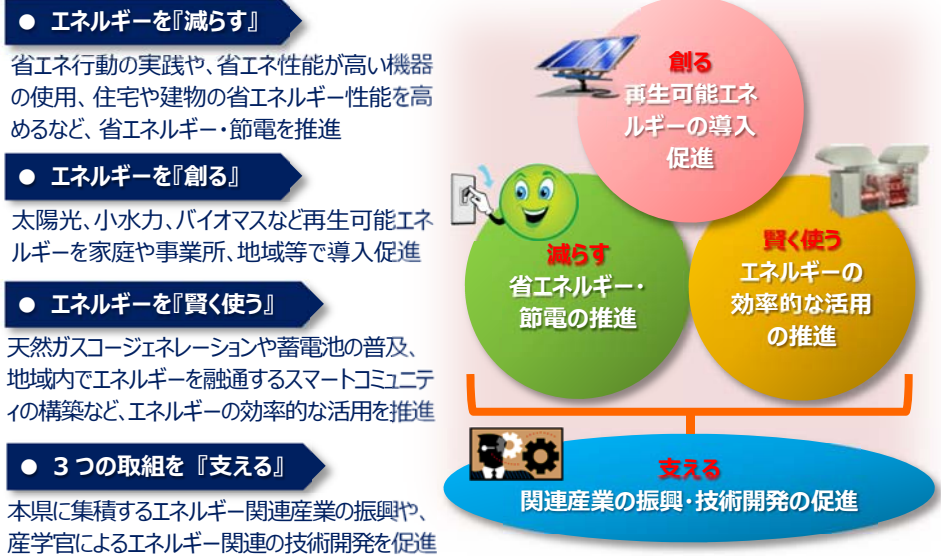 ● エネルギーを『減らす』
省エネ行動の実践や、省エネ性能が高い機器
の使用、住宅や建物の省エネルギー性能を高
めるなど、省エネルギー・節電を推進
● エネルギーを『創る』
太陽光、小水力、バイオマスなど再生可能エネ
ルギーを家庭や事業所、地域等で導入促進
● エネルギーを『賢く使う』
天然ガスコージェネレーションや蓄電池の普及、
地域内でエネルギーを融通するスマートコミュニテ
ィの構築など、エネルギーの効率的な活用を推進
● 3つの取組を『支える』
本県に集積するエネルギー関連産業の振興や、
産学官によるエネルギー関連の技術開発を促進
創る
再生可能エネ
ルギーの導入
促進
減らす
省エネルギー・
節電の推進
賢く使う
エネルギーの
効率的な活用
の推進
支える
関連産業の振興・技術開発の促進